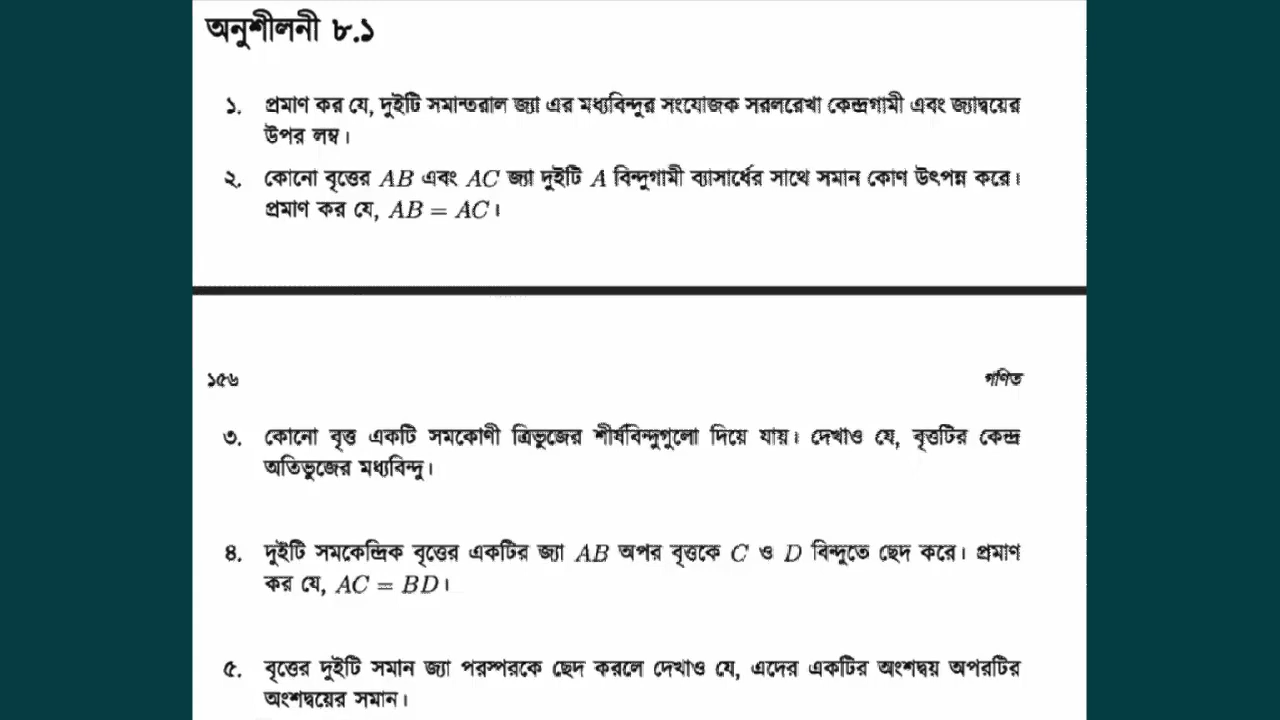 অনুশীলনী ৮.১
১. প্রমাণ কর যে, দুইটি সমান্তরাল জ্যা এর মধ্যবিন্দুর সংযোজক সরলরেখা কেন্দ্রগামী এবং জ্যাদ্বয়ের
উপর লম্ব।
২. কোনো বৃত্তের AB এবং AC জ্যা দুইটি A বিন্দুগামী ব্যাসার্ধের সাথে সমান কোণ উৎপন্ন করে।
প্রমাণ কর যে, AB = AC।
১৫৬ গণিত
৩. কোনো বৃত্ত একটি সমকোণী ত্রিভুজের শীর্ষবিন্দুগুলো দিয়ে যায়। দেখাও যে, বৃত্তটির কেন্দ্র
অতিভুজের মধ্যবিন্দু।
৪. দুইটি সমকেন্দ্রিক বৃত্তের একটির জ্যা AB অপর বৃত্তকে C ও D বিন্দুতে ছেদ করে। প্রমাণ
কর যে, AC = BD।
৫. বৃত্তের দুইটি সমান জ্যা পরস্পরকে ছেদ করলে দেখাও যে, এদের একটির অংশদ্বয় অপরটির
অংশদ্বয়ের সমান।